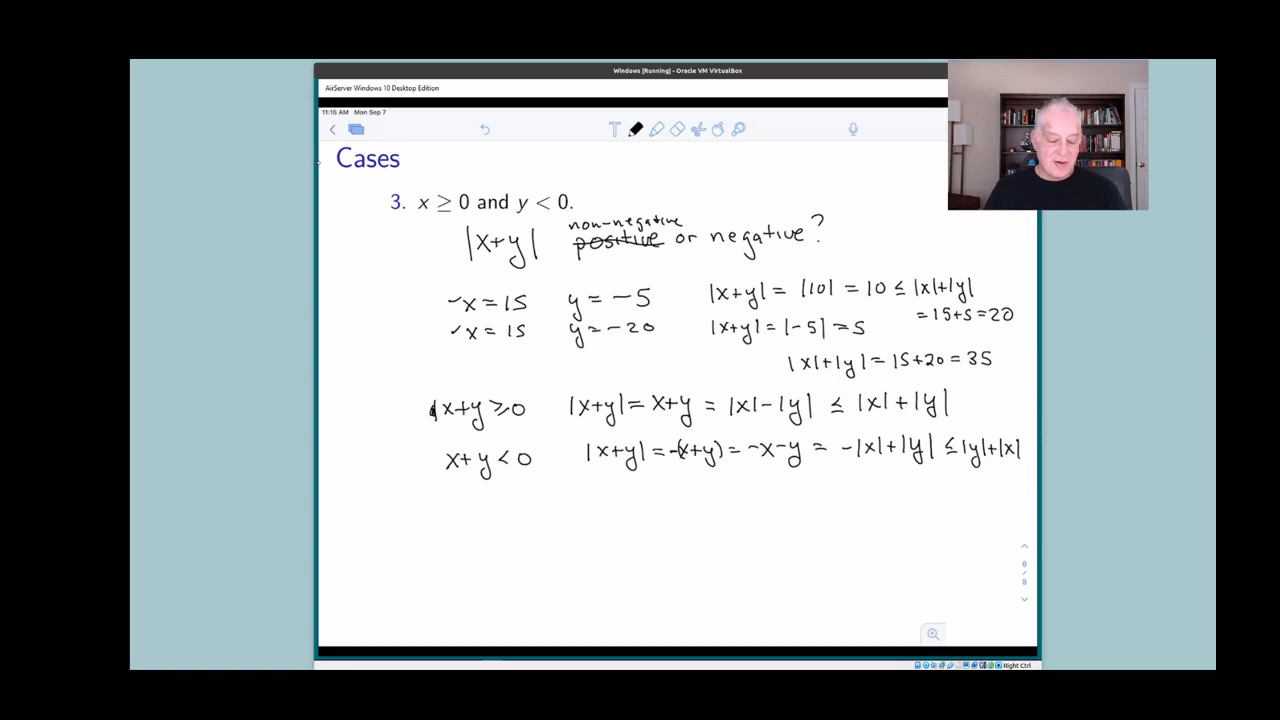 Windows [Running] - Oracle VM VirtualBox
AirServer Windows 10 Desktop Edition
11:15 AM Mon Sep 7
T
Cases
3. x ≥ 0 and y < 0.
non-negative
|x+y| ~~positive~~ or negative?
✓x = 15 y = -5 |x+y| = |10| = 10 ≤ |x|+|y|
= 15+5 = 20
✓x = 15 y = -20 |x+y| = |-5| = 5
|x|+|y| = 15+20 = 35
x+y ≥ 0 |x+y| = x+y = |x|-|y| ≤ |x|+|y|
x+y < 0 |x+y| = -(x+y) = -x-y = -|x|+|y| ≤ |y|+|x|
6
/
8
Right Ctrl